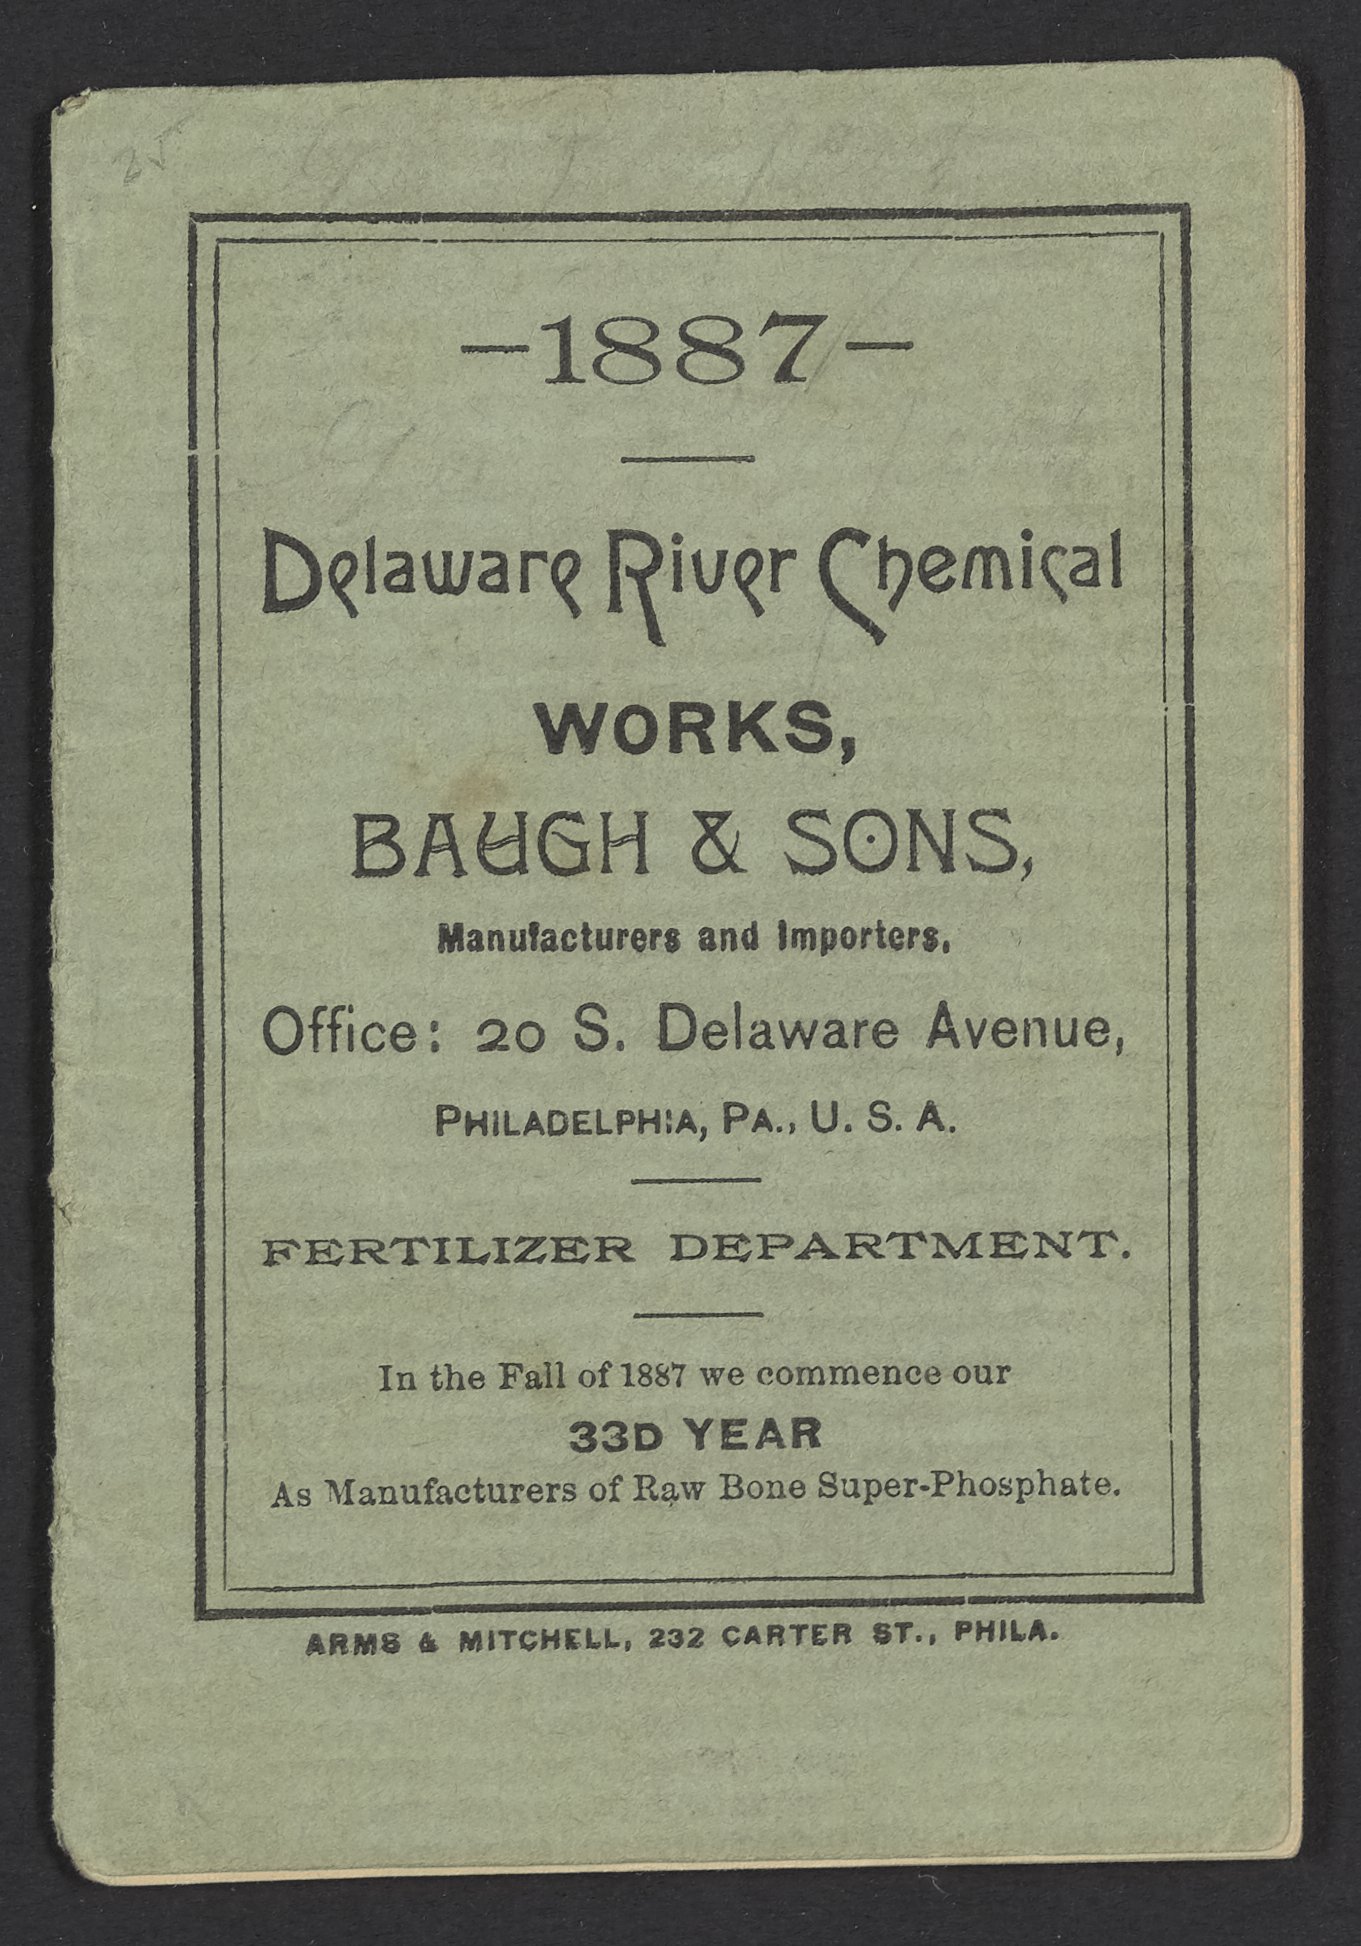 25
–1887–
Delaware River Chemical
WORKS,
BAUGH & SONS,
Manufacturers and Importers,
Office: 20 S. Delaware Avenue,
PHILADELPHIA, PA., U. S. A.
FERTILIZER DEPARTMENT.
In the Fall of 1887 we commence our
33D YEAR
As Manufacturers of Raw Bone Super-Phosphate.
ARMS & MITCHELL, 232 CARTER ST., PHILA.